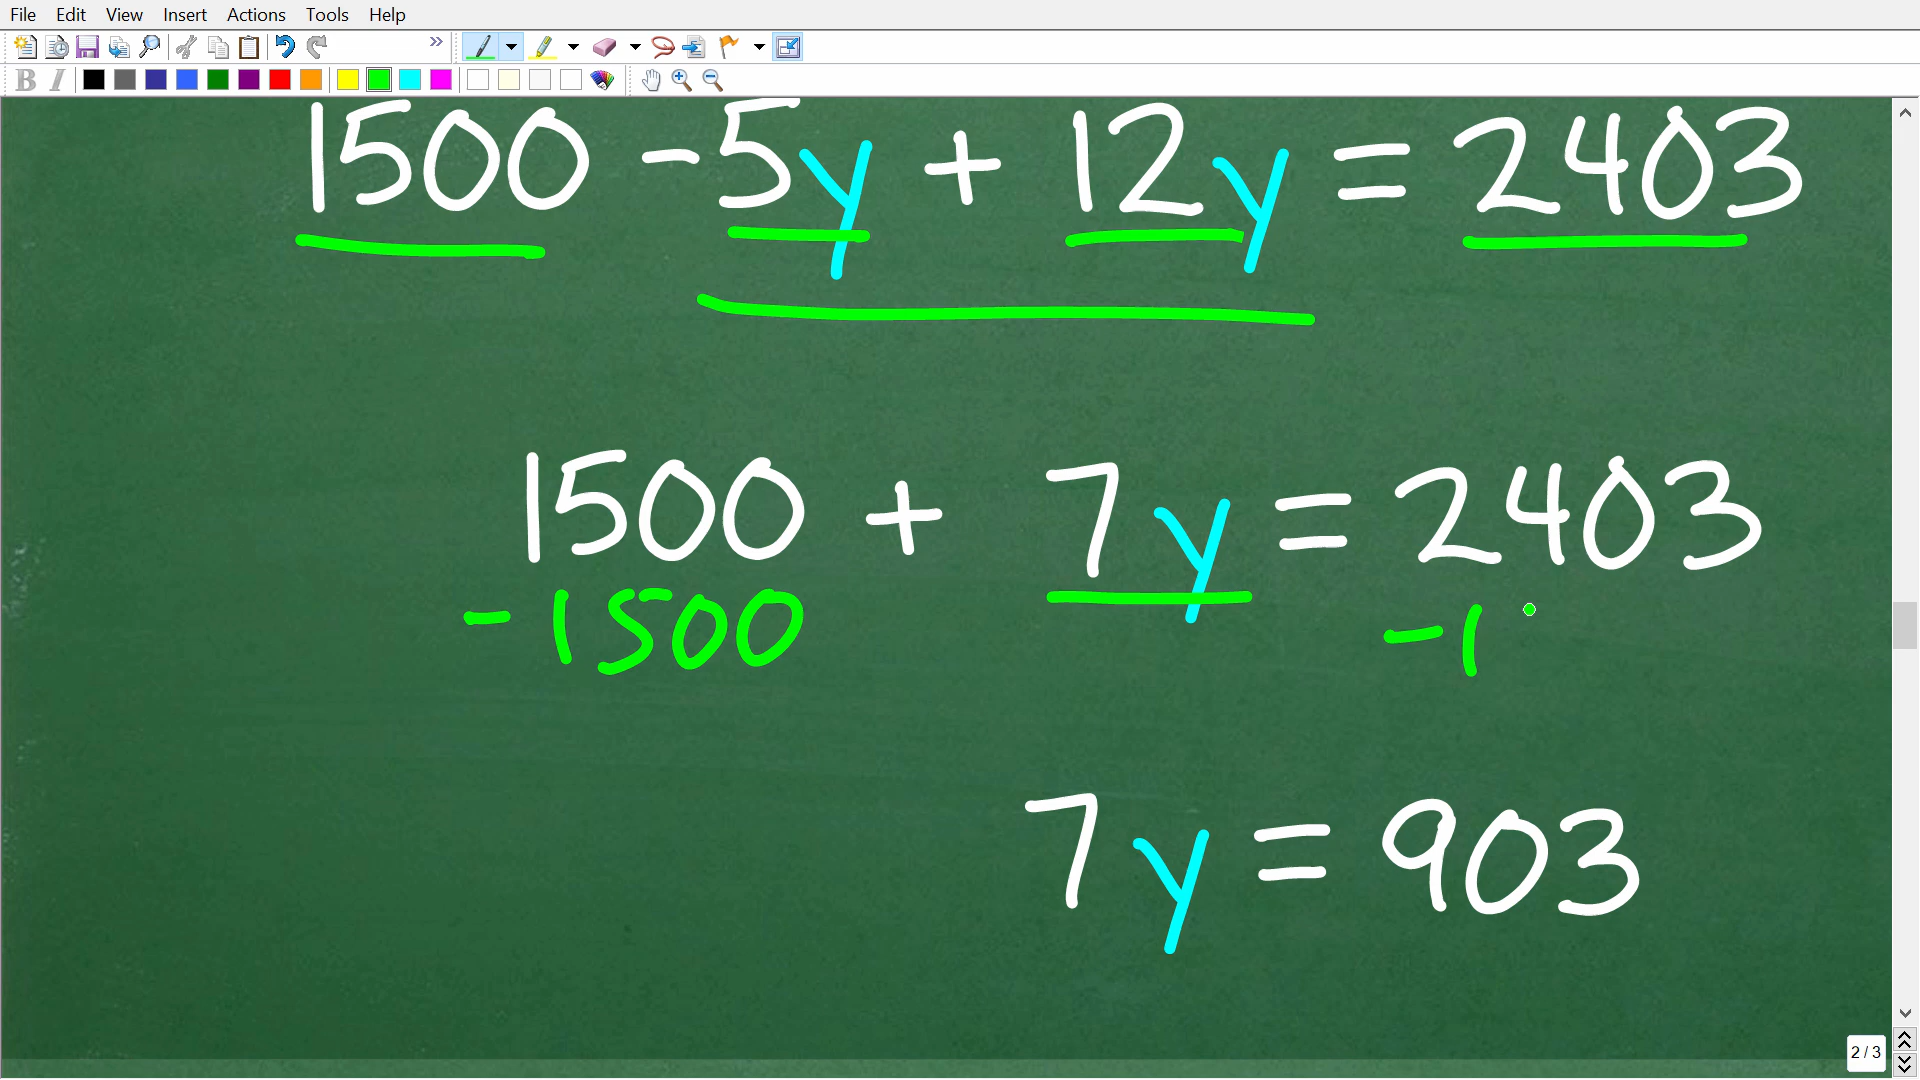 File Edit View Insert Actions Tools Help
B I
1500 - 5y + 12y = 2403
1500 + 7y = 2403
- 1500 - 1
7y = 903
2 / 3